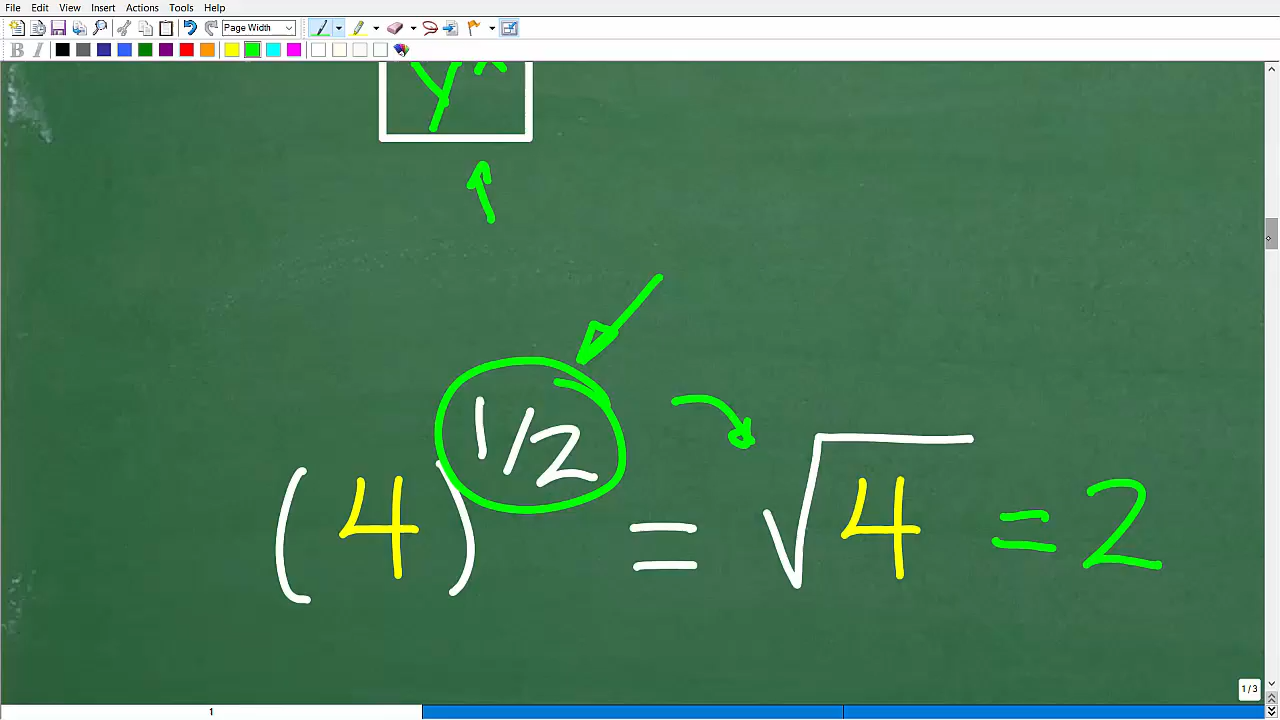 File Edit View Insert Actions Tools Help
Page Width
B I
y^x
(4)^1/2 = √4 = 2
1 / 3
1